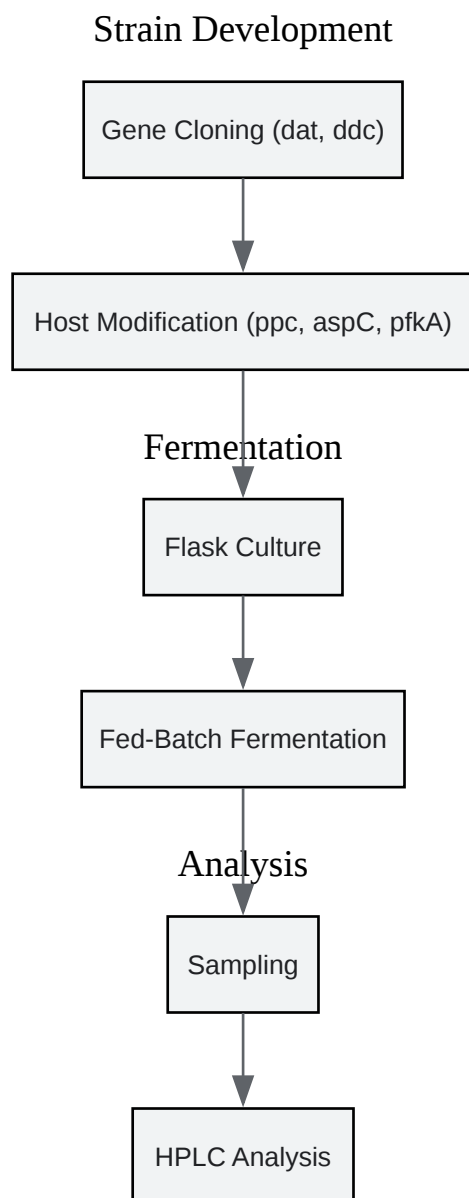 Strain Development
Gene Cloning (dat, ddc)
Host Modification (ppc, aspC, pfkA)
Fermentation
Flask Culture
Fed-Batch Fermentation
Analysis
Sampling
HPLC Analysis